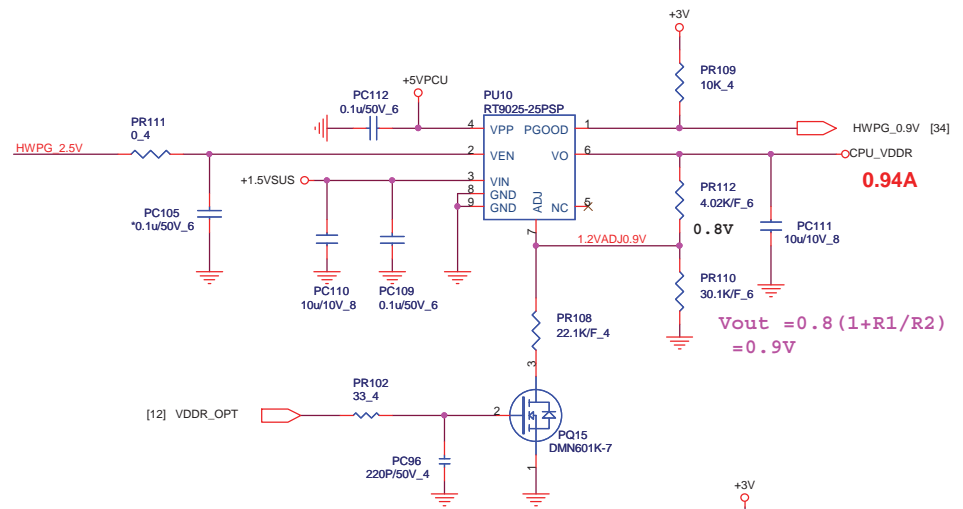 +3V
PR109
10K_4
+5VPCU
PC112
0.1u/50V_6
PU10
RT9025-25PSP
PR111
0_4
4
VPP
PGOOD
1
HWPG_0.9V [34]
HWPG_2.5V
2
VEN
VO
6
CPU_VDDR
0.94A
+1.5VSUS
3
VIN
8
GND
9
GND
ADJ
NC
5
7
PR112
4.02K/F_6
0.8V
PC111
10u/10V_8
PC105
*0.1u/50V_6
1.2VADJ0.9V
PC110
10u/10V_8
PC109
0.1u/50V_6
PR110
30.1K/F_6
PR108
22.1K/F_4
Vout =0.8(1+R1/R2)
=0.9V
3
PR102
33_4
[12] VDDR_OPT
2
PQ15
DMN601K-7
1
PC96
220P/50V_4
+3V